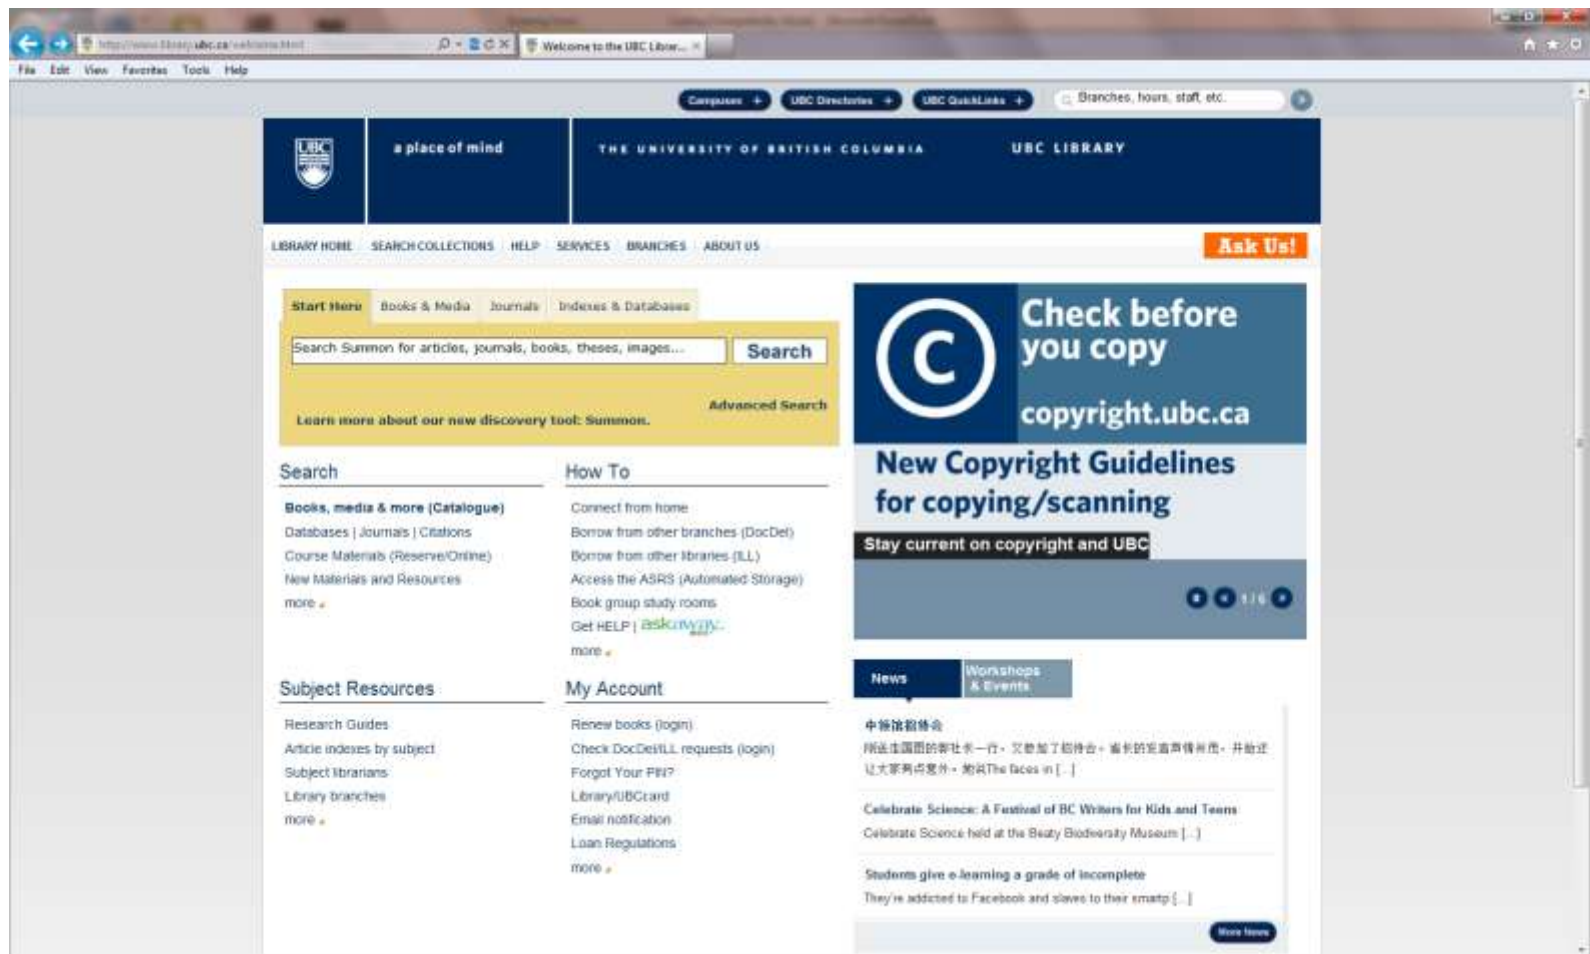 Welcome to the UBC Librar...
File Edit View Favorites Tools Help
Campuses + UBC Directories + UBC QuickLinks + Branches, hours, staff, etc.
UBC a place of mind THE UNIVERSITY OF BRITISH COLUMBIA UBC LIBRARY
LIBRARY HOME SEARCH COLLECTIONS HELP SERVICES BRANCHES ABOUT US Ask Us!
Start Here Books & Media Journals Indexes & Databases
Search Summon for articles, journals, books, theses, images... Search
Advanced Search
Learn more about our new discovery tool: Summon.
C
Check before
you copy
copyright.ubc.ca
New Copyright Guidelines
for copying/scanning
Stay current on copyright and UBC
1 / 6
Search
Books, media & more (Catalogue)
Databases | Journals | Citations
Course Materials (Reserve/Online)
New Materials and Resources
more
How To
Connect from home
Borrow from other branches (DocDel)
Borrow from other libraries (ILL)
Access the ASRS (Automated Storage)
Book group study rooms
Get HELP | askaway
more
Subject Resources
Research Guides
Article indexes by subject
Subject librarians
Library branches
more
My Account
Renew books (login)
Check DocDel/ILL requests (login)
Forgot Your PIN?
Library/UBCcard
Email notification
Loan Regulations
more
News Workshops
& Events
The faces in [...]
Celebrate Science: A Festival of BC Writers for Kids and Teens
Celebrate Science held at the Beaty Biodiversity Museum [...]
Students give e-learning a grade of incomplete
They're addicted to Facebook and slaves to their smartp [...]
More News